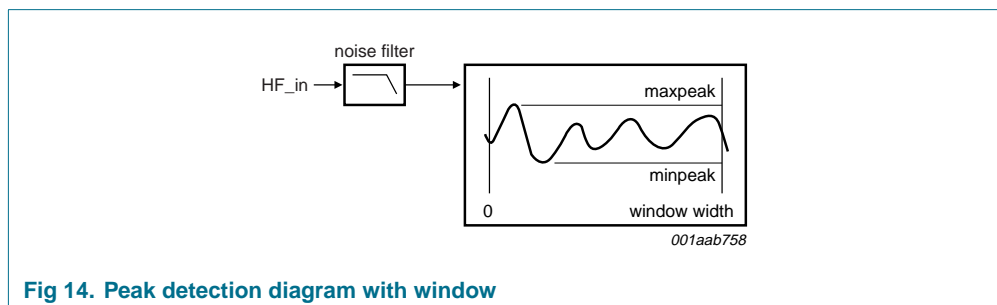 noise filter
HF_in
maxpeak
minpeak
0
window width
001aab758
Fig 14. Peak detection diagram with window